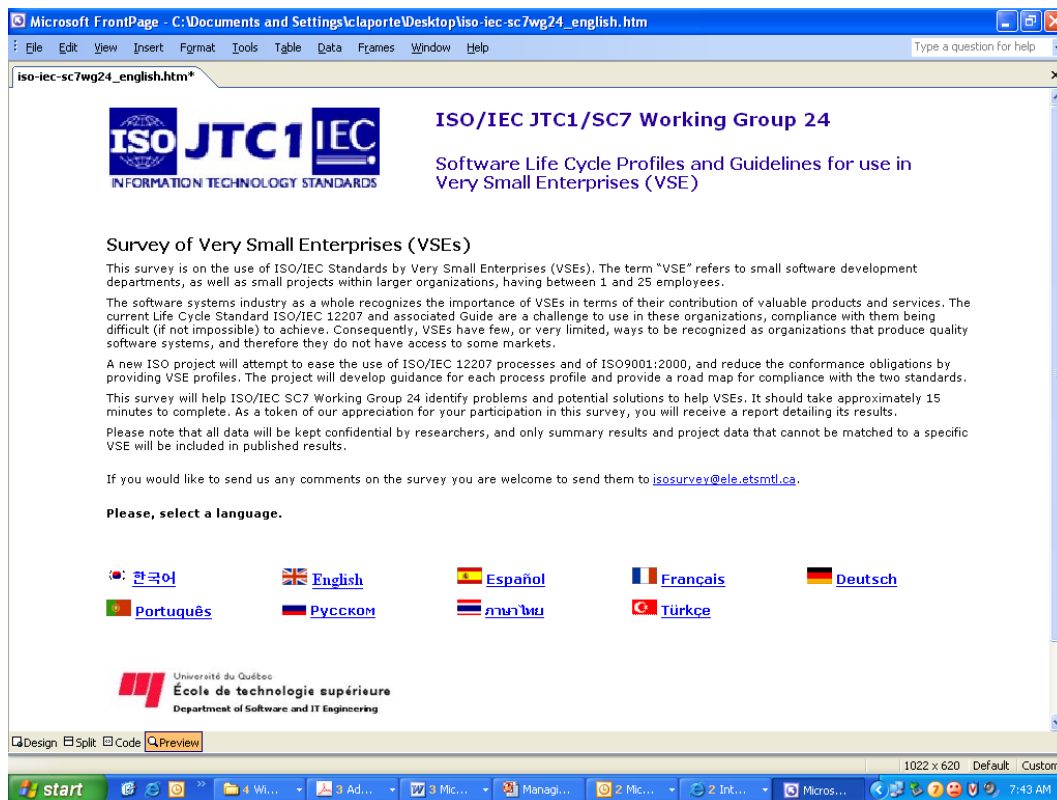 Microsoft FrontPage - C:\Documents and Settings\claporte\Desktop\iso-iec-sc7wg24_english.htm
File Edit View Insert Format Tools Table Data Frames Window Help Type a question for help
iso-iec-sc7wg24_english.htm*
ISO JTC1 IEC
INFORMATION TECHNOLOGY STANDARDS
ISO/IEC JTC1/SC7 Working Group 24
Software Life Cycle Profiles and Guidelines for use in
Very Small Enterprises (VSE)
Survey of Very Small Enterprises (VSEs)
This survey is on the use of ISO/IEC Standards by Very Small Enterprises (VSEs). The term "VSE" refers to small software development
departments, as well as small projects within larger organizations, having between 1 and 25 employees.
The software systems industry as a whole recognizes the importance of VSEs in terms of their contribution of valuable products and services. The
current Life Cycle Standard ISO/IEC 12207 and associated Guide are a challenge to use in these organizations, compliance with them being
difficult (if not impossible) to achieve. Consequently, VSEs have few, or very limited, ways to be recognized as organizations that produce quality
software systems, and therefore they do not have access to some markets.
A new ISO project will attempt to ease the use of ISO/IEC 12207 processes and of ISO9001:2000, and reduce the conformance obligations by
providing VSE profiles. The project will develop guidance for each process profile and provide a road map for compliance with the two standards.
This survey will help ISO/IEC SC7 Working Group 24 identify problems and potential solutions to help VSEs. It should take approximately 15
minutes to complete. As a token of our appreciation for your participation in this survey, you will receive a report detailing its results.
Please note that all data will be kept confidential by researchers, and only summary results and project data that cannot be matched to a specific
VSE will be included in published results.
If you would like to send us any comments on the survey you are welcome to send them to isosurvey@ele.etsmtl.ca.
Please, select a language.
한국어 English Español Français Deutsch
Português Русском ภาษาไทย Türkçe
Université du Québec
École de technologie supérieure
Department of Software and IT Engineering
Design Split Code Preview
1022 x 620 Default Custom
start 4 Wi... 3 Ad... 3 Mic... Managi... 2 Mic... 2 Int... Micros... 7:43 AM